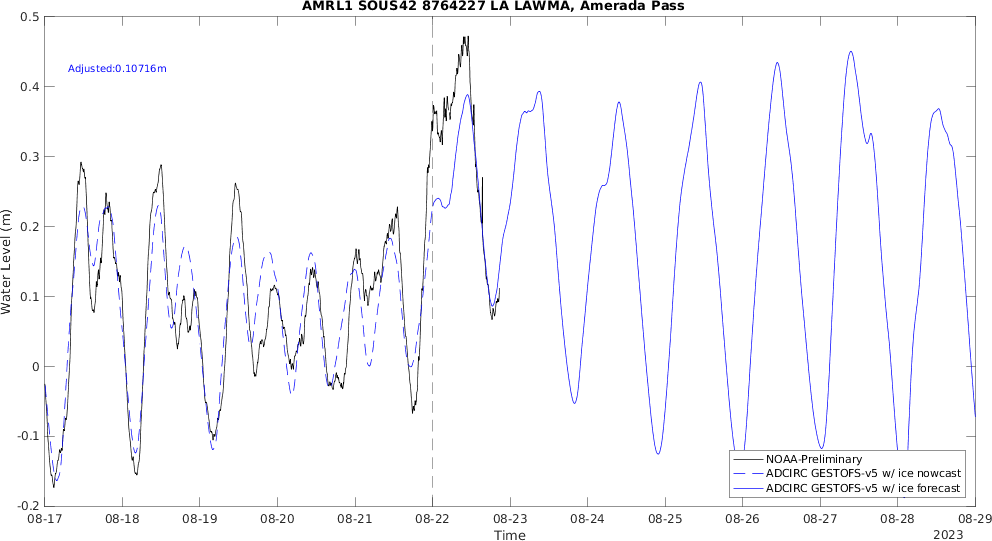 AMRL1 SOUS42 8764227 LA LAWMA, Amerada Pass
Adjusted:0.10716m
Water Level (m)
0.5
0.4
0.3
0.2
0.1
0
-0.1
-0.2
08-17 08-18 08-19 08-20 08-21 08-22 08-23 08-24 08-25 08-26 08-27 08-28 08-29
Time
2023
NOAA-Preliminary
ADCIRC GESTOFS-v5 w/ ice nowcast
ADCIRC GESTOFS-v5 w/ ice forecast